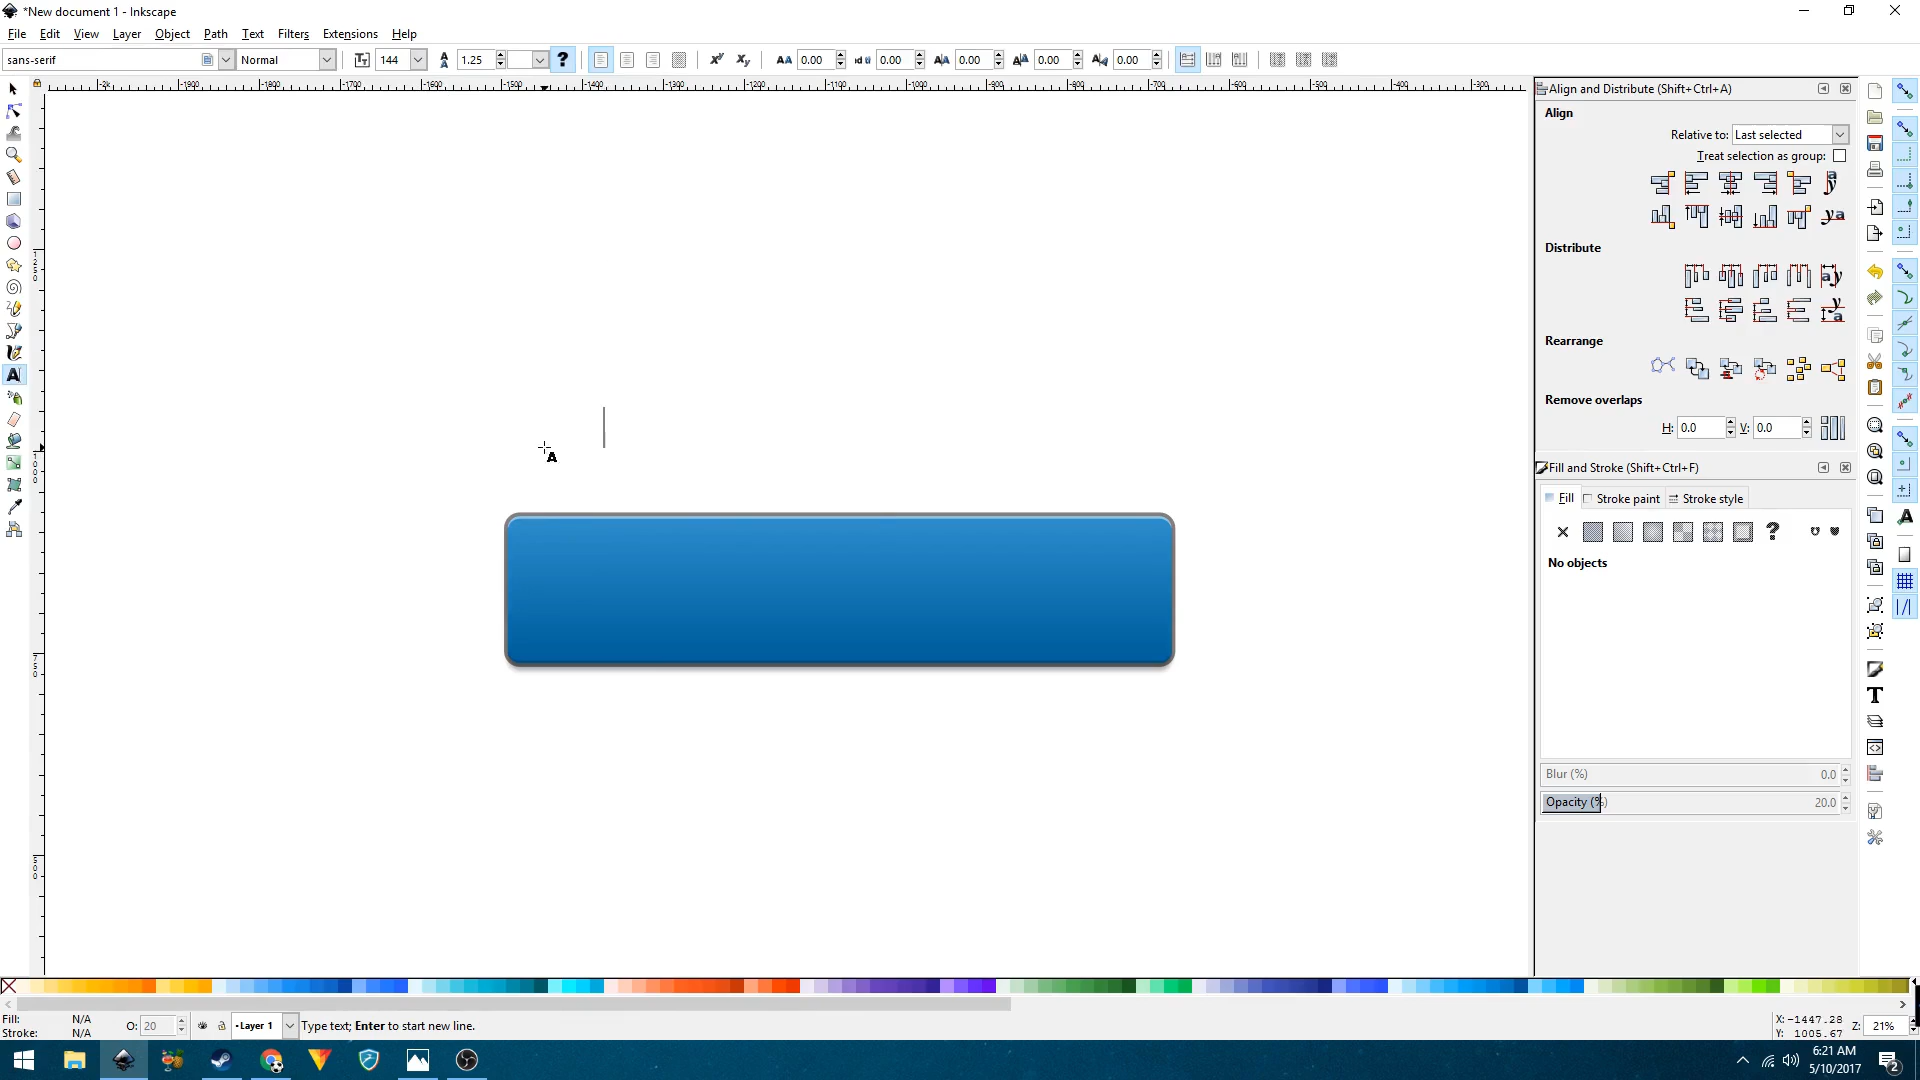 *New document 1 - Inkscape
File Edit View Layer Object Path Text Filters Extensions Help
sans-serif Normal 144 1.25 0.00 0.00 0.00 0.00 0.00
Align and Distribute (Shift+Ctrl+A)
Align
Relative to: Last selected
Treat selection as group:
Distribute
Rearrange
Remove overlaps
H: 0.0 V: 0.0
Fill and Stroke (Shift+Ctrl+F)
Fill Stroke paint Stroke style
No objects
Blur (%) 0.0
Opacity (%) 20.0
Fill: N/A
Stroke: N/A
O: 20
Layer 1
Type text; Enter to start new line.
X: -1447.28
Y: 1005.67
Z: 21%
6:21 AM
5/10/2017
2